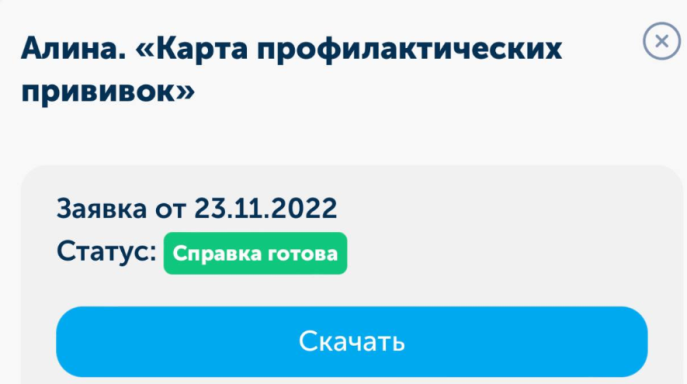 Алина. «Карта профилактических
прививок»
Заявка от 23.11.2022
Статус: Справка готова
Скачать